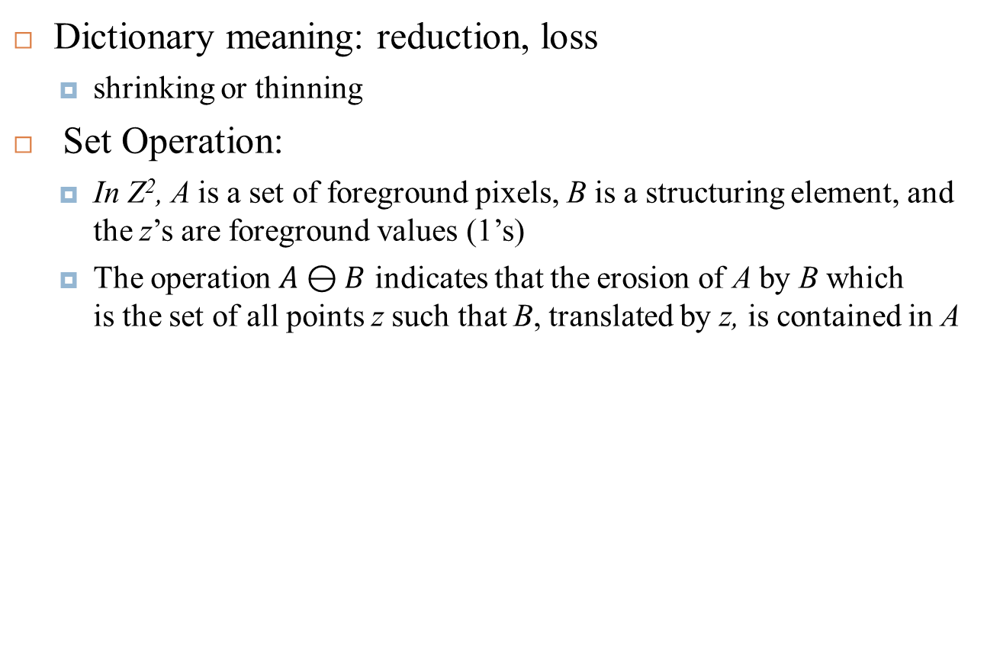 Dictionary meaning: reduction, loss
shrinking or thinning
Set Operation:
In Z², A is a set of foreground pixels, B is a structuring element, and
the z’s are foreground values (1’s)
The operation A ⊖ B indicates that the erosion of A by B which
is the set of all points z such that B, translated by z, is contained in A